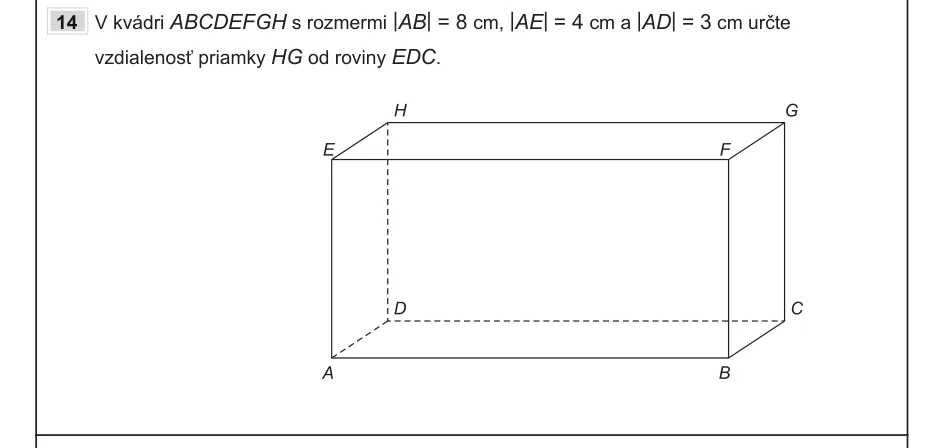 14 V kvádri ABCDEFGH s rozmermi |AB| = 8 cm, |AE| = 4 cm a |AD| = 3 cm určte
vzdialenosť priamky HG od roviny EDC.
H G
E F
D C
A B